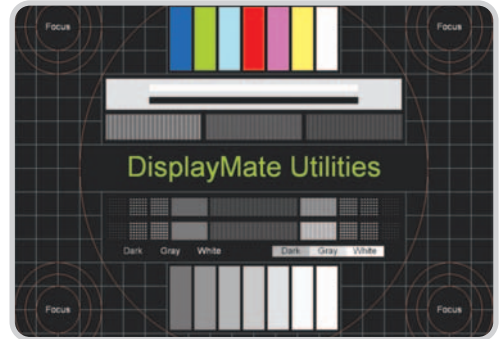 Focus Focus
DisplayMate Utilities
Dark Gray White Dark Gray White
Focus Focus